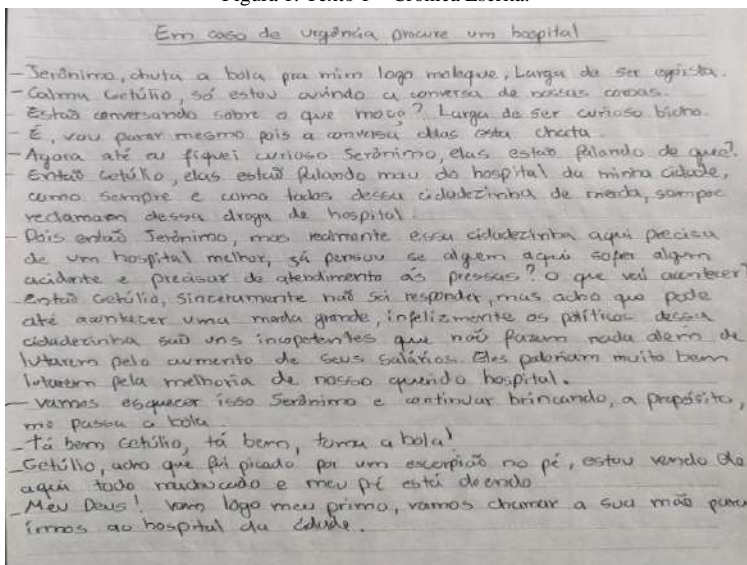 Figura 1: Texto 1 – Crônica Escrita.
Em caso de urgência procure um hospital
- Jerônimo, chuta a bola pra mim logo moleque, Larga de ser egoísta.
- Calma Getúlio, só estou ouvindo a conversa de nossas coroas.
- Estão conversando sobre o que moço? Larga de ser curioso bicho.
- É, vou parar mesmo pois a conversa delas esta chata.
- Agora até eu fiquei curioso Jerônimo, elas estão falando de que?
- Então Getúlio, elas estão falando mau do hospital da minha cidade,
como sempre e como todos dessa cidadezinha de merda, sempre
reclamam dessa droga de hospital.
- Pois então Jerônimo, mas realmente essa cidadezinha aqui precisa
de um hospital melhor, já pensou se algem aqui sofer algum
acidente e precisar de atendimento ás pressas? O que vai acontecer?
- Então Getúlio, sinceramente não sei responder, mas acho que pode
até acontecer uma merda grande, infelizmente os políticos dessa
cidadezinha são uns incopetentes que não fazem nada alem de
lutarem pelo aumento de seus salários. Eles poderiam muito bem
lutarem pela melhoria de nosso querido hospital.
- Vamos esquecer isso Jerônimo e continuar brincando, a propósito,
me passa a bola.
- Tá bem Getúlio, tá bem, toma a bola!
- Getúlio, acho que fui picado por um escorpião no pé, estou vendo ele
aqui todo machucado e meu pé está doendo
- Meu Deus! Vam logo meu primo, vamos chamar a sua mão para
irmos ao hospital da cidade.